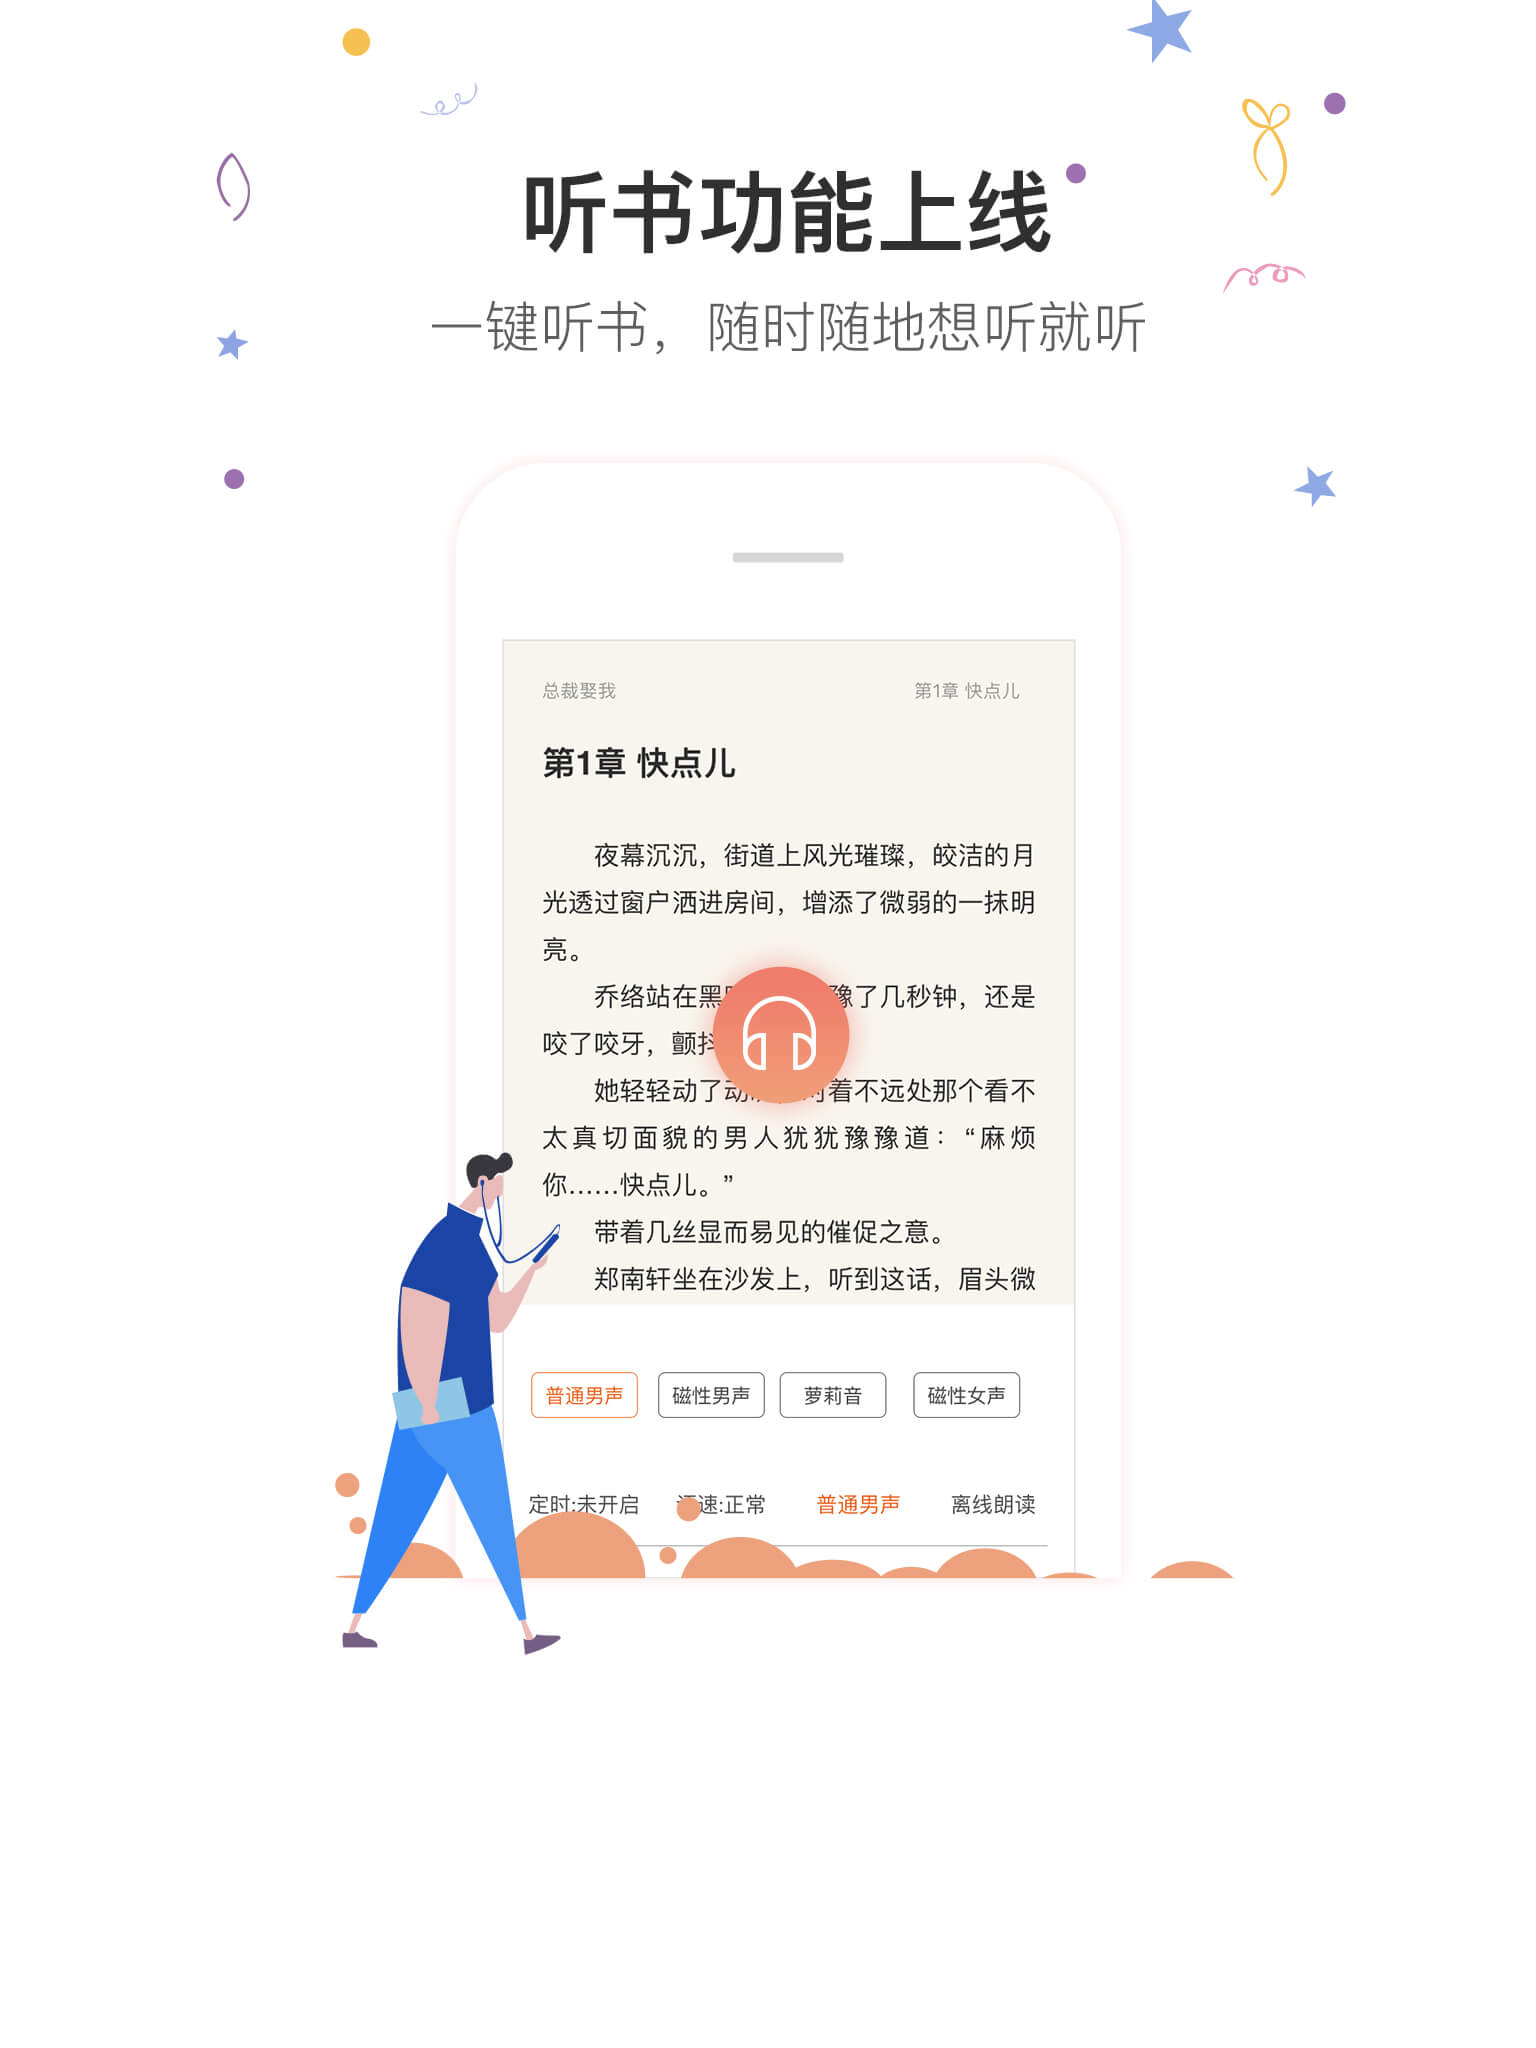 听书功能上线
一键听书，随时随地想听就听
总裁娶我 第1章 快点儿
第1章 快点儿
夜幕沉沉，街道上风光璀璨，皎洁的月
光透过窗户洒进房间，增添了微弱的一抹明
亮。
乔络站在黑 豫了几秒钟，还是
咬了咬牙，颤抖
她轻轻动了动 着不远处那个看不
太真切面貌的男人犹犹豫豫道：“麻烦
你……快点儿。”
带着几丝显而易见的催促之意。
郑南轩坐在沙发上，听到这话，眉头微
普通男声 磁性男声 萝莉音 磁性女声
定时:未开启 语速:正常 普通男声 离线朗读